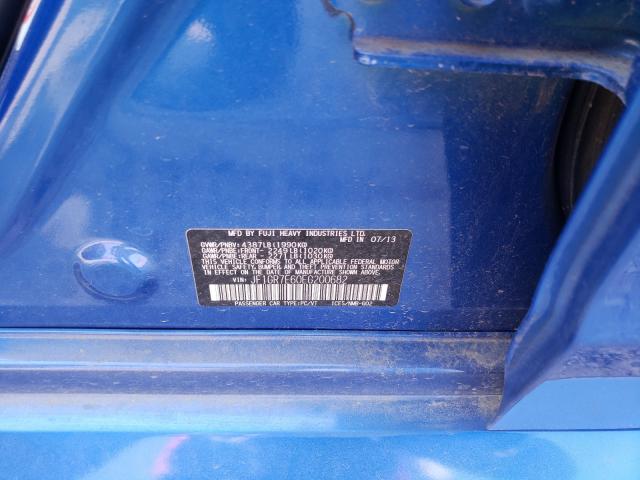 MFD BY FUJI HEAVY INDUSTRIES LTD.
MFD IN 07/13
GVWR/PNBV: 4387LB(1990KG)
GAWR/PNBE:FRONT- 2249LB(1020KG)
GAWR/PNBE:REAR - 2271LB(1030KG)
THIS VEHICLE CONFORMS TO ALL APPLICABLE FEDERAL MOTOR
VEHICLE SAFETY, BUMPER AND THEFT PREVENTION STANDARDS
IN EFFECT ON THE DATE OF MANUFACTURE SHOWN ABOVE.
VIN: JF1GR7E60EG200682
PASSENGER CAR TYPE:PC/VT